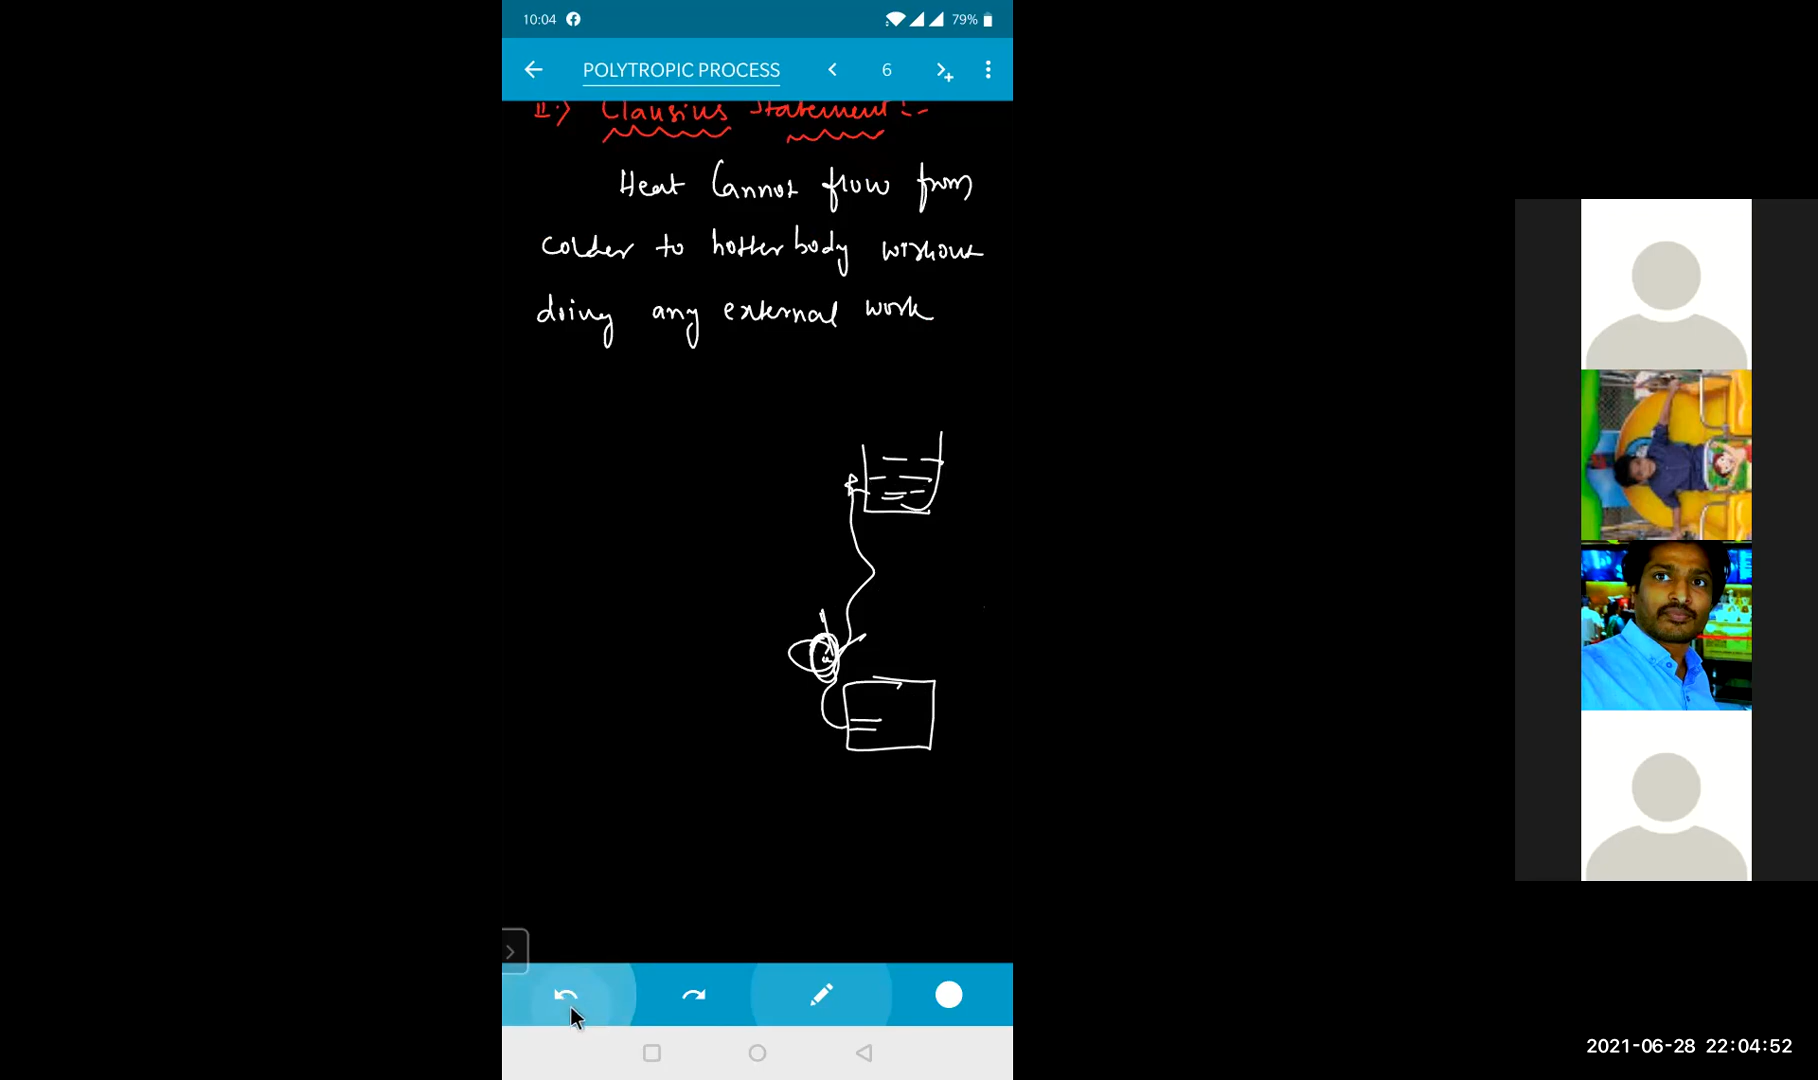 10:04 79%
POLYTROPIC PROCESS 6
II:) Clausius Statement :-
Heat Cannot flow from
colder to hotter body without
doing any external work
2021-06-28 22:04:52